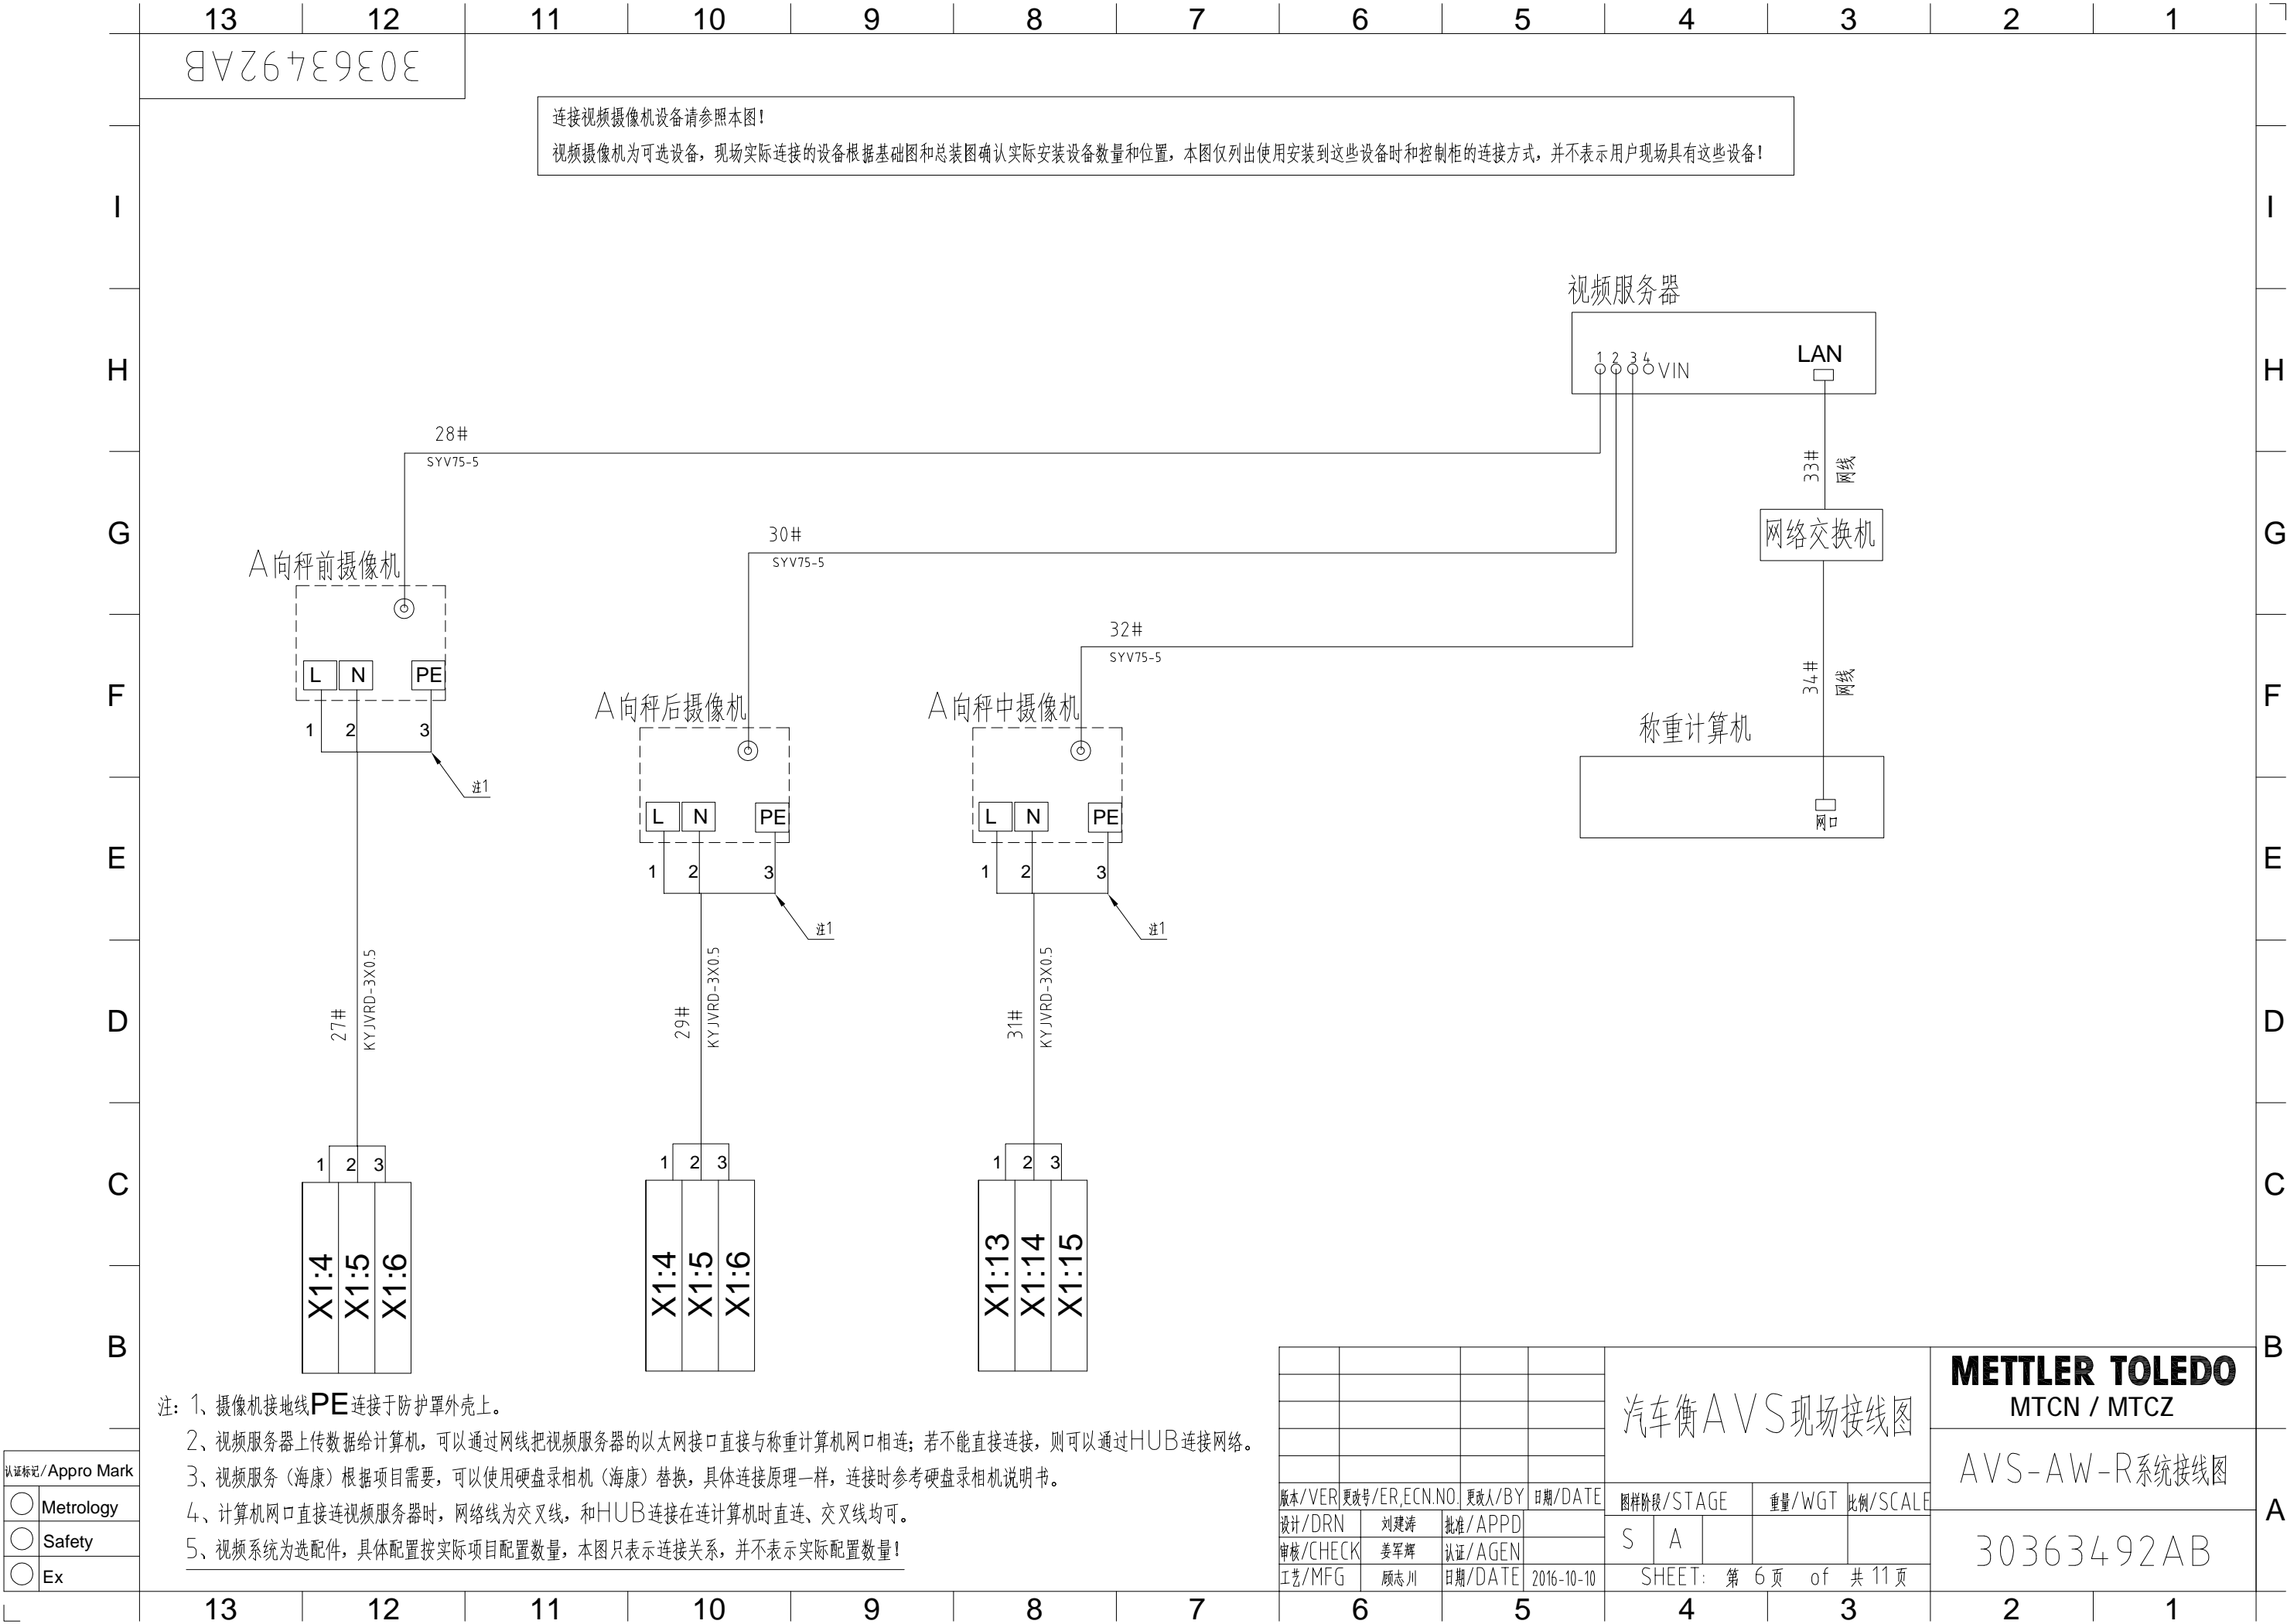 13 12 11 10 9 8 7 6 5 4 3 2 1
30363492AB
连接视频摄像机设备请参照本图!
视频摄像机为可选设备，现场实际连接的设备根据基础图和总装图确认实际安装设备数量和位置，本图仅列出使用安装到这些设备时和控制柜的连接方式，并不表示用户现场具有这些设备!
I I
视频服务器
H H
1 2 3 4 VIN
LAN
28#
SYV75-5
33#
网线
G G
30#
SYV75-5
网络交换机
A向秤前摄像机
32#
SYV75-5
L N PE
34#
网线
F F
A向秤后摄像机
A向秤中摄像机
称重计算机
1 2 3
注1
L N PE
L N PE
网口
E E
1 2 3
1 2 3
注1
注1
27#
KYJVRD-3X0.5
29#
KYJVRD-3X0.5
31#
KYJVRD-3X0.5
D D
1 2 3
1 2 3
1 2 3
C C
X1:4 X1:5 X1:6
X1:4 X1:5 X1:6
X1:13 X1:14 X1:15
B B
注: 1、摄像机接地线PE连接于防护罩外壳上。
2、视频服务器上传数据给计算机，可以通过网线把视频服务器的以太网接口直接与称重计算机网口相连；若不能直接连接，则可以通过HUB连接网络。
3、视频服务（海康）根据项目需要，可以使用硬盘录相机（海康）替换，具体连接原理一样，连接时参考硬盘录相机说明书。
4、计算机网口直接连视频服务器时，网络线为交叉线，和HUB连接在连计算机时直连、交叉线均可。
5、视频系统为选配件，具体配置按实际项目配置数量，本图只表示连接关系，并不表示实际配置数量!
认证标记/Appro Mark
Metrology
Safety
Ex
汽车衡AVS现场接线图
METTLER TOLEDO
MTCN / MTCZ
AVS-AW-R系统接线图
版本/VER 更改号/ER,ECN.NO. 更改人/BY 日期/DATE
图样阶段/STAGE 重量/WGT 比例/SCALE
设计/DRN 刘建涛 批准/APPD
审核/CHECK 姜军辉 认证/AGEN
S A
工艺/MFG 顾志川 日期/DATE 2016-10-10
SHEET: 第 6页 of 共 11页
30363492AB
A
13 12 11 10 9 8 7 6 5 4 3 2 1